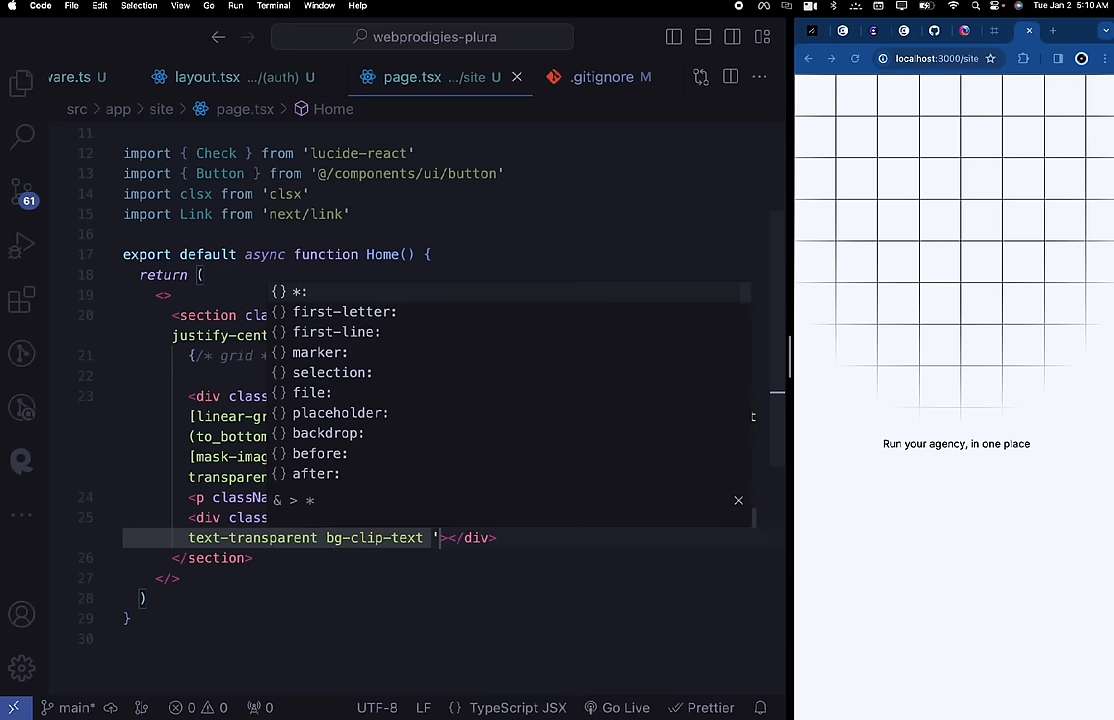 Code File Edit Selection View Go Run Terminal Window Help
Tue Jan 2 5:10 AM
webprodigies-plura
ware.ts U
layout.tsx .../(auth) U
page.tsx .../site U
.gitignore M
localhost:3000/site
src > app > site > page.tsx > Home
11
12 import { Check } from 'lucide-react'
13 import { Button } from '@/components/ui/button'
14 import clsx from 'clsx'
15 import Link from 'next/link'
16
17 export default async function Home() {
18 return (
19 <>
20 <section cla
justify-cent
21 {/* grid *
22
23 <div class
[linear-gr
t
(to_bottom
[mask-imag
transparen
24 <p classNa
25 <div class
text-transparent bg-clip-text '></div>
26 </section>
27 </>
28 )
29 }
30
{} *:
{} first-letter:
{} first-line:
{} marker:
{} selection:
{} file:
{} placeholder:
{} backdrop:
{} before:
{} after:
& > *
61
Run your agency, in one place
main* 0 0 0 UTF-8 LF {} TypeScript JSX Go Live Prettier